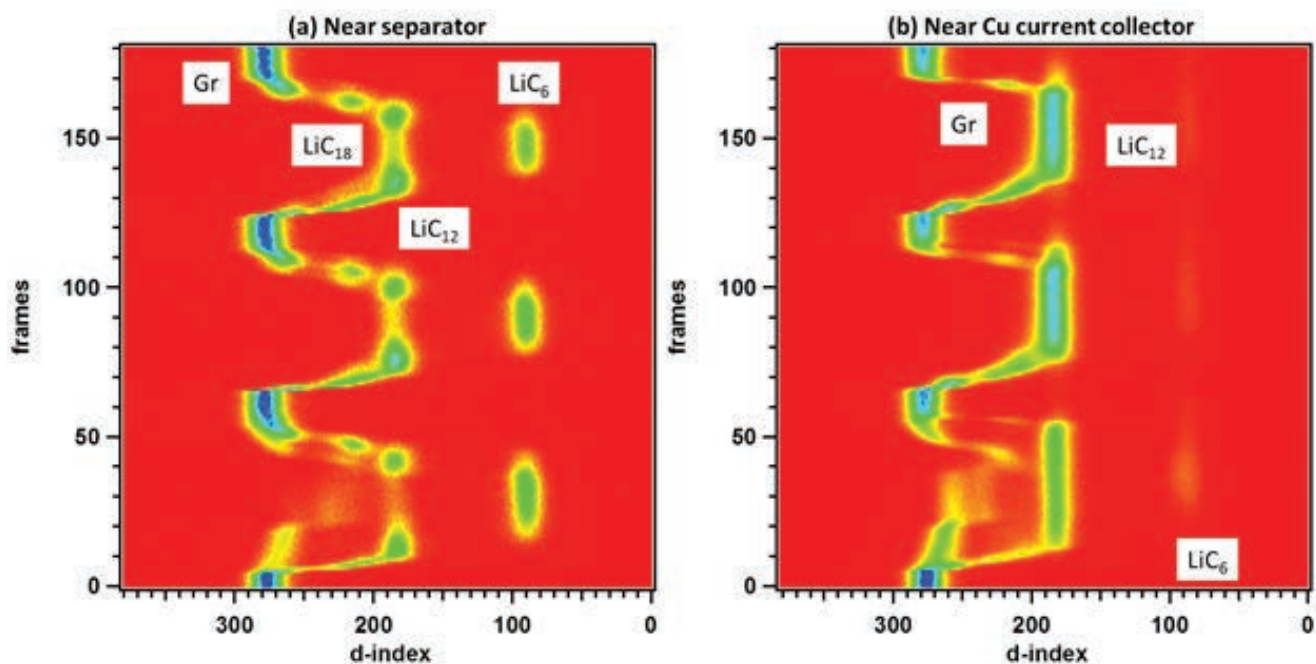 (a) Near separator
(b) Near Cu current collector
Gr
LiC6
LiC18
LiC12
Gr
LiC12
LiC6
150
100
50
0
frames
300
200
100
0
d-index
150
100
50
0
frames
300
200
100
0
d-index